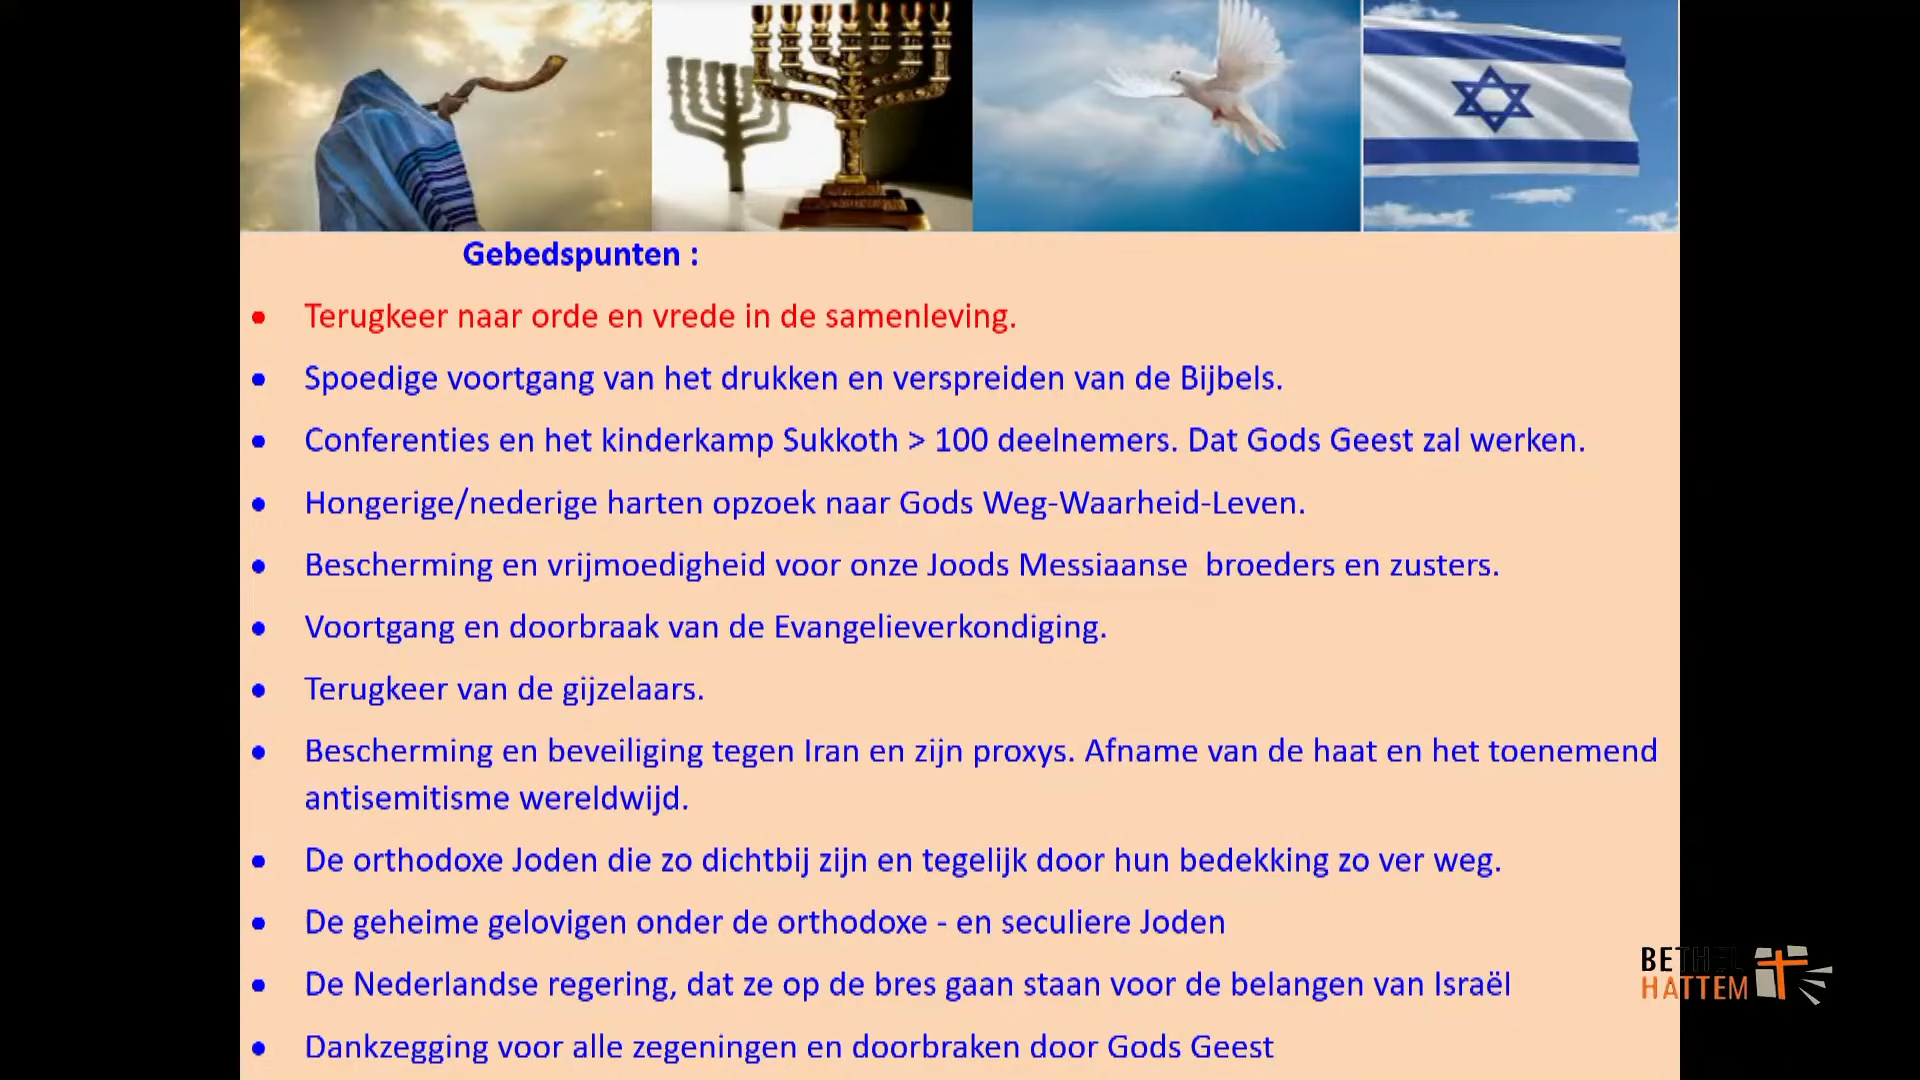 Gebedspunten :
• Terugkeer naar orde en vrede in de samenleving.
• Spoedige voortgang van het drukken en verspreiden van de Bijbels.
• Conferenties en het kinderkamp Sukkoth > 100 deelnemers. Dat Gods Geest zal werken.
• Hongerige/nederige harten opzoek naar Gods Weg-Waarheid-Leven.
• Bescherming en vrijmoedigheid voor onze Joods Messiaanse  broeders en zusters.
• Voortgang en doorbraak van de Evangelieverkondiging.
• Terugkeer van de gijzelaars.
• Bescherming en beveiliging tegen Iran en zijn proxys. Afname van de haat en het toenemend
antisemitisme wereldwijd.
• De orthodoxe Joden die zo dichtbij zijn en tegelijk door hun bedekking zo ver weg.
• De geheime gelovigen onder de orthodoxe - en seculiere Joden
• De Nederlandse regering, dat ze op de bres gaan staan voor de belangen van Israël
• Dankzegging voor alle zegeningen en doorbraken door Gods Geest
BETHEL
HATTEM